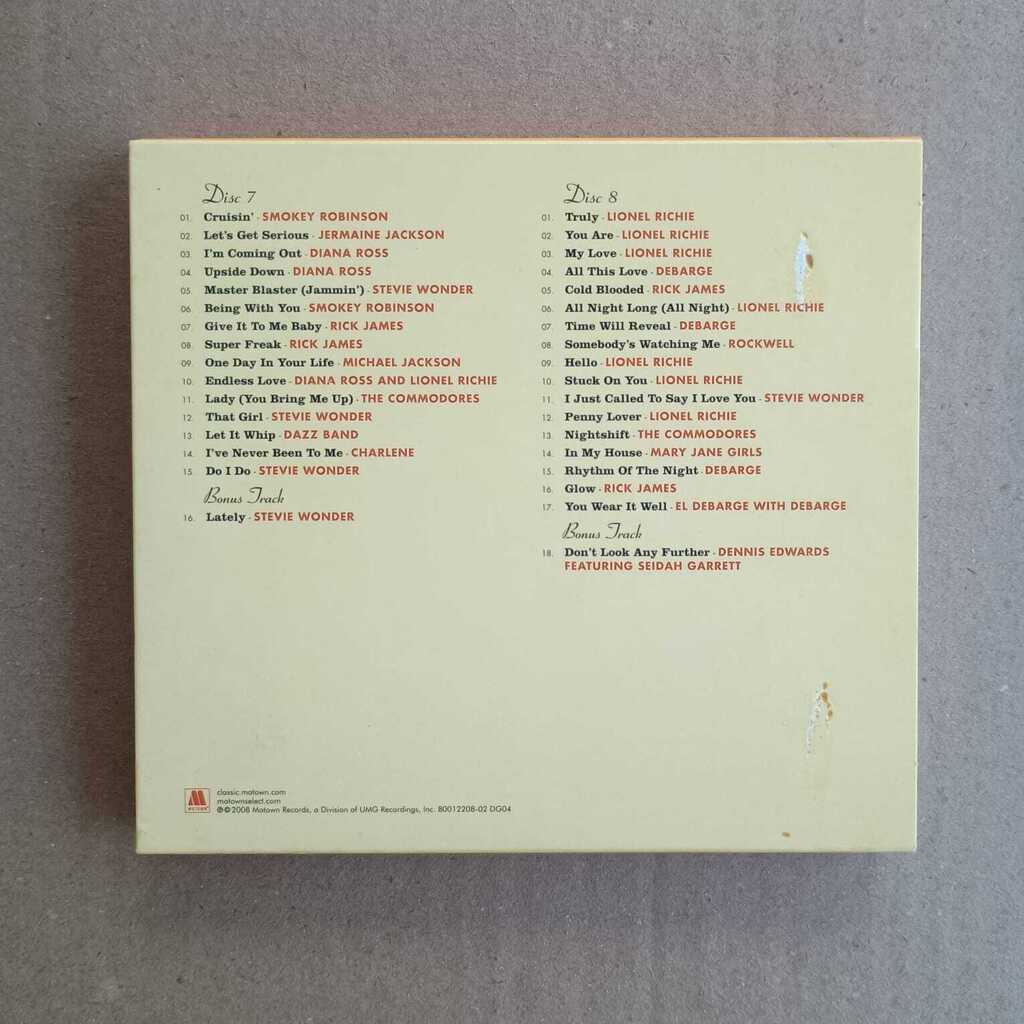 Disc 7
01. Cruisin' - SMOKEY ROBINSON
02. Let's Get Serious - JERMAINE JACKSON
03. I'm Coming Out - DIANA ROSS
04. Upside Down - DIANA ROSS
05. Master Blaster (Jammin') - STEVIE WONDER
06. Being With You - SMOKEY ROBINSON
07. Give It To Me Baby - RICK JAMES
08. Super Freak - RICK JAMES
09. One Day In Your Life - MICHAEL JACKSON
10. Endless Love - DIANA ROSS AND LIONEL RICHIE
11. Lady (You Bring Me Up) - THE COMMODORES
12. That Girl - STEVIE WONDER
13. Let It Whip - DAZZ BAND
14. I've Never Been To Me - CHARLENE
15. Do I Do - STEVIE WONDER
Bonus Track
16. Lately - STEVIE WONDER
Disc 8
01. Truly - LIONEL RICHIE
02. You Are - LIONEL RICHIE
03. My Love - LIONEL RICHIE
04. All This Love - DEBARGE
05. Cold Blooded - RICK JAMES
06. All Night Long (All Night) - LIONEL RICHIE
07. Time Will Reveal - DEBARGE
08. Somebody's Watching Me - ROCKWELL
09. Hello - LIONEL RICHIE
10. Stuck On You - LIONEL RICHIE
11. I Just Called To Say I Love You - STEVIE WONDER
12. Penny Lover - LIONEL RICHIE
13. Nightshift - THE COMMODORES
14. In My House - MARY JANE GIRLS
15. Rhythm Of The Night - DEBARGE
16. Glow - RICK JAMES
17. You Wear It Well - EL DEBARGE WITH DEBARGE
Bonus Track
18. Don't Look Any Further - DENNIS EDWARDS
FEATURING SEIDAH GARRETT
MOTOWN
classic.motown.com
motownselect.com
℗©2008 Motown Records, a Division of UMG Recordings, Inc. B0012208-02 DG04